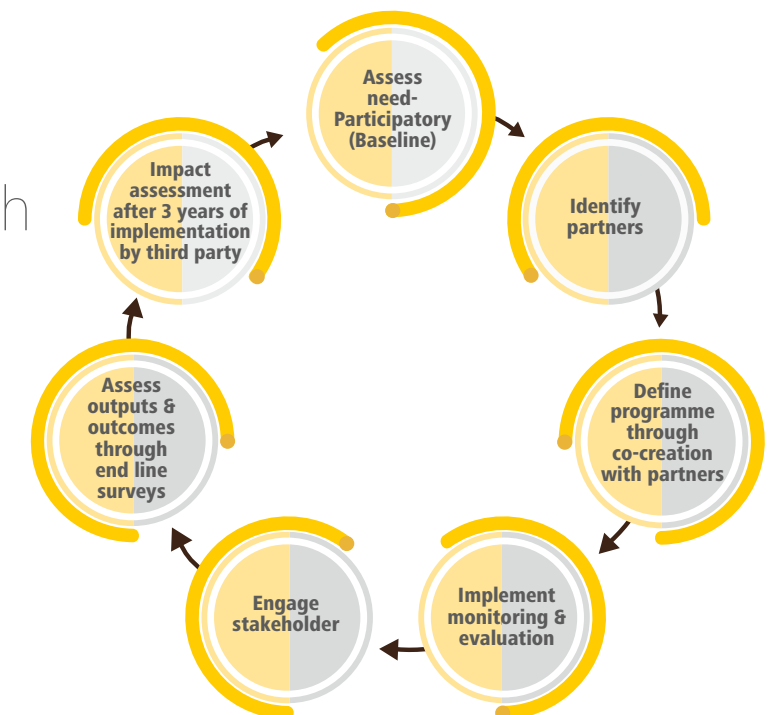 h
Assess
need-
Participatory
(Baseline)
Identify
partners
Define
programme
through
co-creation
with partners
Implement
monitoring &
evaluation
Engage
stakeholder
Assess
outputs &
outcomes
through
end line
surveys
Impact
assessment
after 3 years of
implementation
by third party